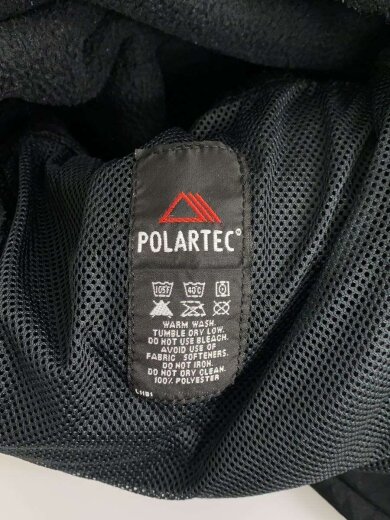 POLARTEC®
105F 40°C
WARM WASH.
TUMBLE DRY LOW.
DO NOT USE BLEACH.
AVOID USE OF
FABRIC SOFTENERS.
DO NOT IRON.
DO NOT DRY CLEAN.
100% POLYESTER